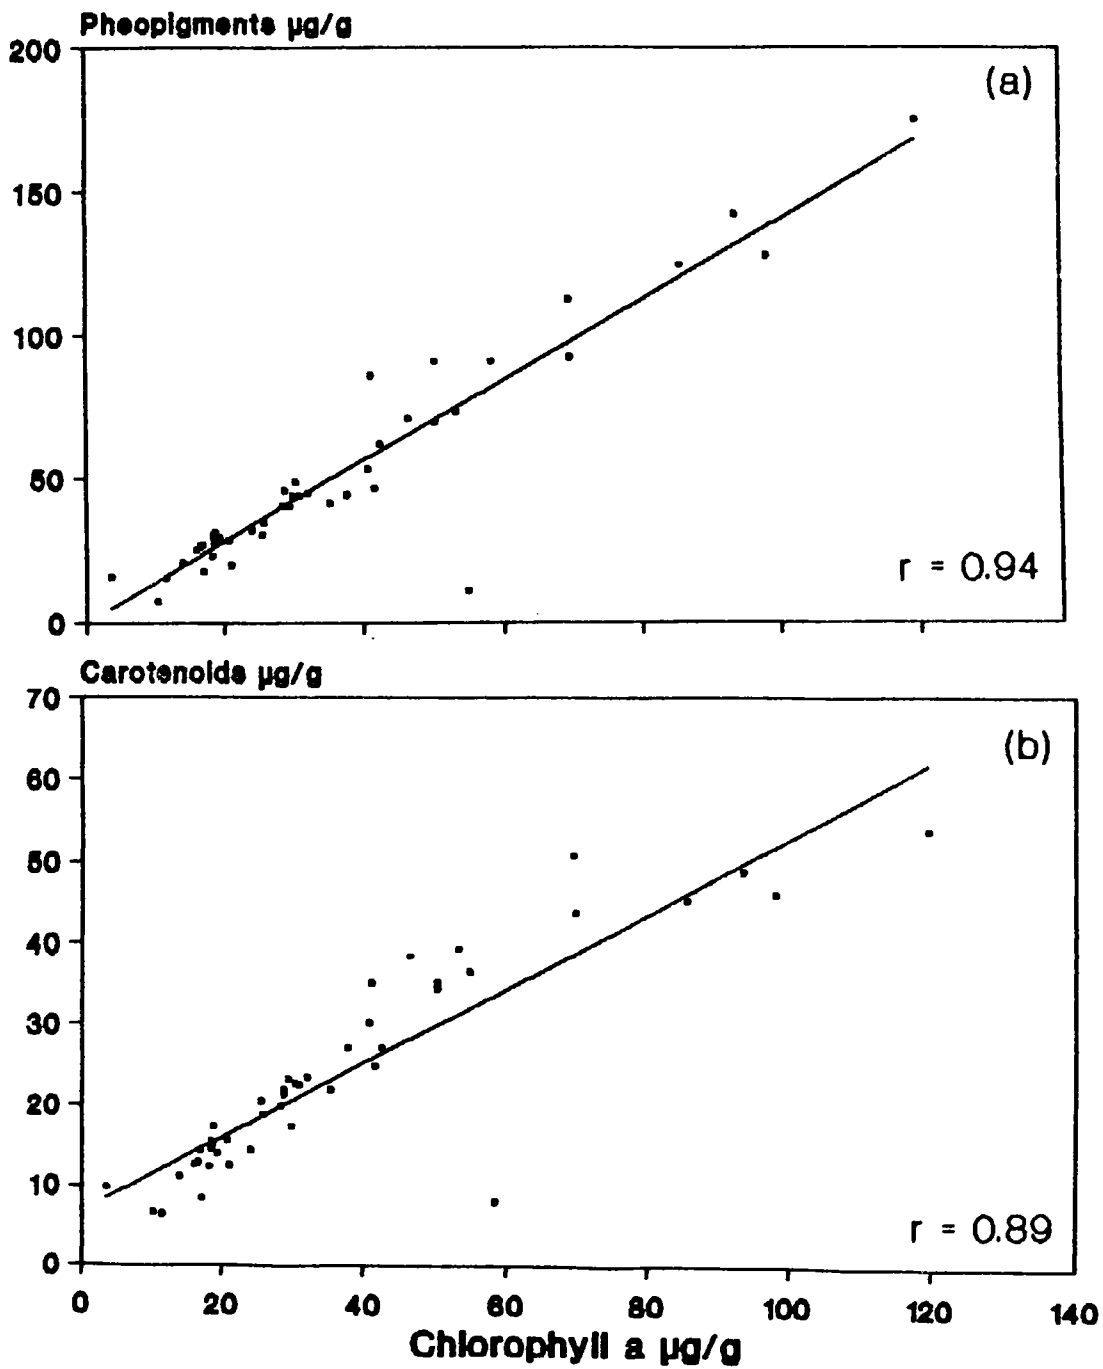 Pheopigments µg/g
200
(a)
150
100
50
r = 0.94
0
Carotenoids µg/g
70
(b)
60
50
40
30
20
10
r = 0.89
0
0 20 40 60 80 100 120 140
Chlorophyll a µg/g